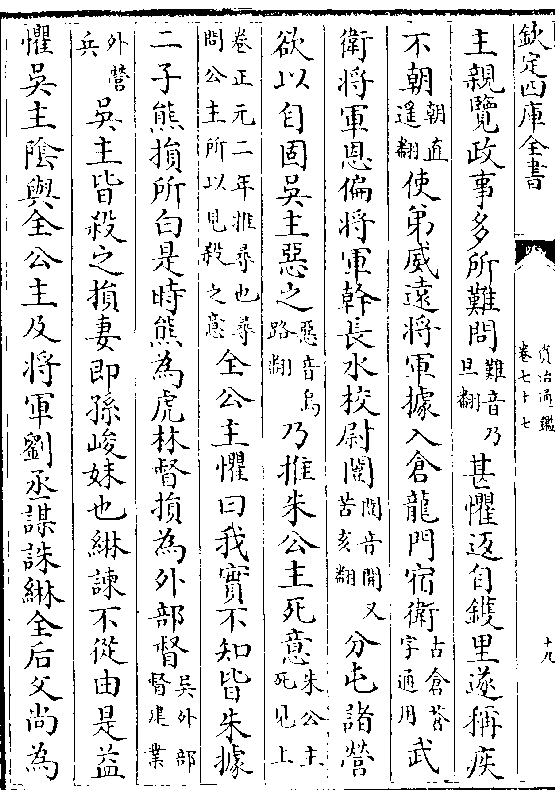 欽定四庫全書
資治通鑑
卷七十七
十九
主親覽政事多所難問難音乃旦翻甚懼返自鑊里遂稱疾
不朝朝直遥翻使弟威遠將軍據入倉龍門宿衛古倉蒼字通用武
衛將軍恩偏將軍幹長水校尉闓闓音開又苦亥翻分屯諸營
欲以自固吳主惡之惡音烏路翻乃推朱公主死意朱公主死見上
卷正元二年推尋也尋問公主所以見殺之意全公主懼曰我實不知皆朱據
二子熊損所白是時熊為虎林督損為外部督吳外部督建業
外營兵吳主皆殺之損妻即孫峻妹也綝諫不從由是益
懼吳主陰與全公主及將軍劉丞謀誅綝全后父尚為